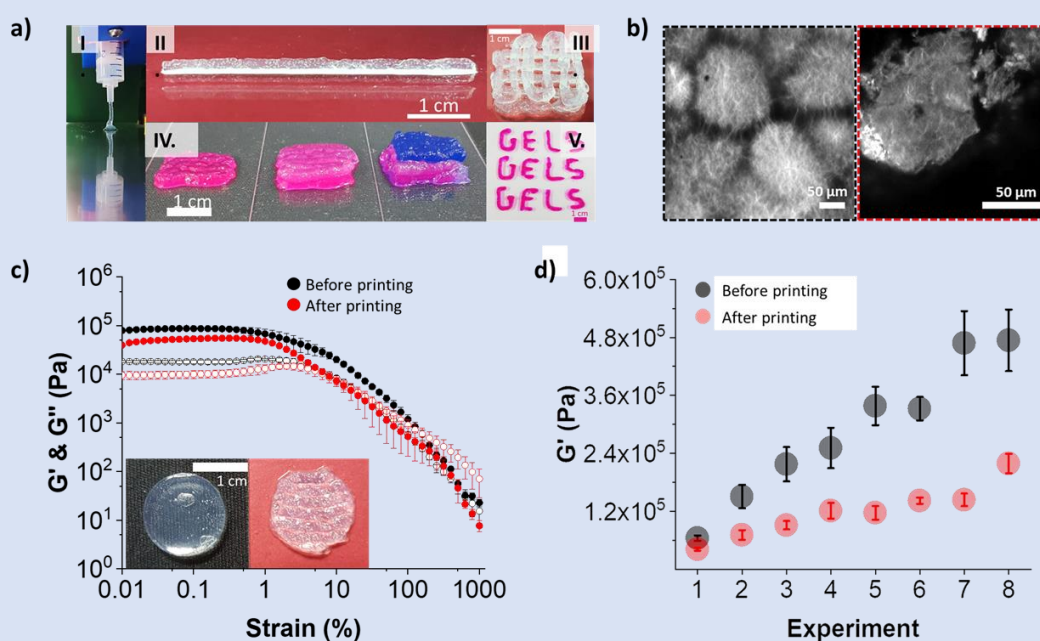 a)
I
II
III
1 cm
1 cm
IV.
V.
1 cm
GELS
GELS
GELS
1 cm
b)
50 µm
50 µm
c)
Before printing
After printing
G' & G'' (Pa)
10⁶
10⁵
10⁴
10³
10²
10¹
10⁰
1 cm
0.01 0.1 1 10 100 1000
Strain (%)
d)
Before printing
After printing
G' (Pa)
6.0x10⁵
4.8x10⁵
3.6x10⁵
2.4x10⁵
1.2x10⁵
1 2 3 4 5 6 7 8
Experiment